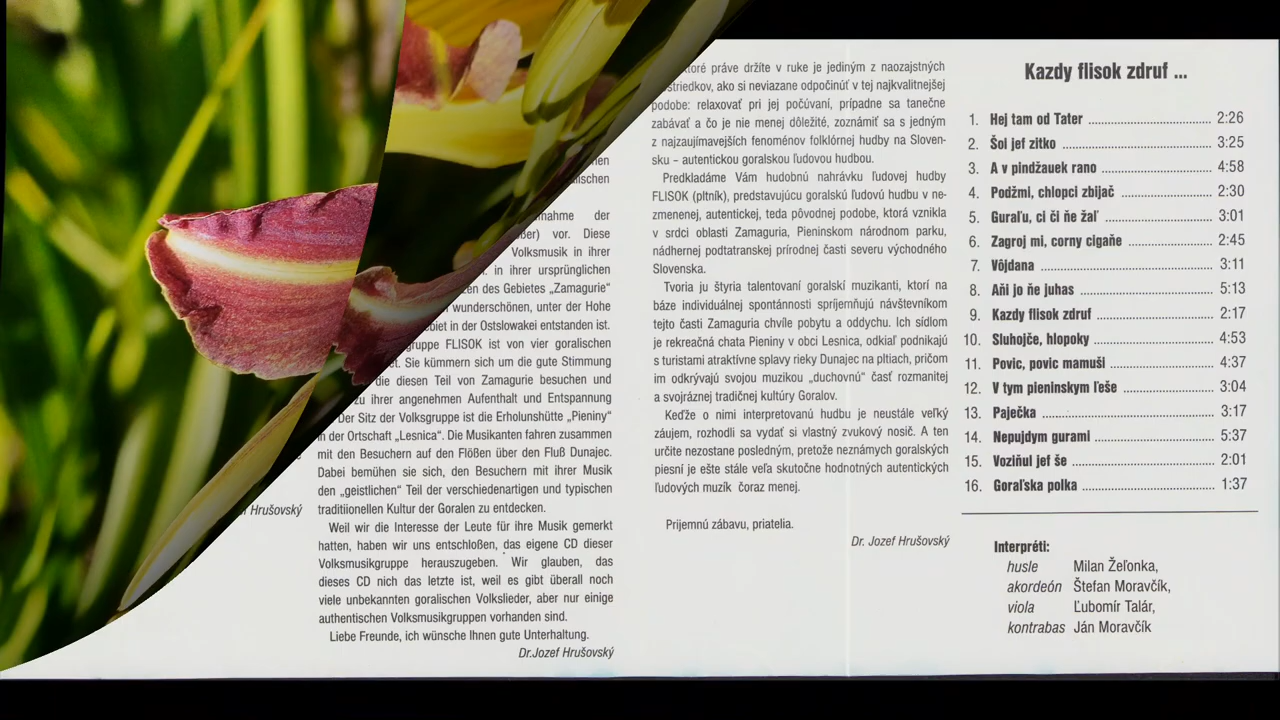 Hrušovský
nahme der
vor. Diese
Volksmusik in ihrer
in ihrer ursprünglichen
des Gebietes „Zamagurie“
wunderschönen, unter der Hohe
in der Ostslowakei entstanden ist.
FLISOK ist von vier goralischen
Sie kümmern sich um die gute Stimmung
die diesen Teil von Zamagurie besuchen und
zu ihrer angenehmen Aufenthalt und Entspannung
Der Sitz der Volksgruppe ist die Erholunshütte „Pieniny“
in der Ortschaft „Lesnica“. Die Musikanten fahren zusammen
mit den Besuchern auf den Flößen über den Fluß Dunajec.
Dabei bemühen sie sich, den Besuchern mit ihrer Musik
den „geistlichen“ Teil der verschiedenartigen und typischen
traditiionellen Kultur der Goralen zu entdecken.
Weil wir die Interesse der Leute für ihre Musik gemerkt
hatten, haben wir uns entschloßen, das eigene CD dieser
Volksmusikgruppe herauszugeben. Wir glauben, das
dieses CD nich das letzte ist, weil es gibt überall noch
viele unbekannten goralischen Volkslieder, aber nur einige
authentischen Volksmusikgruppen vorhanden sind.
Liebe Freunde, ich wünsche Ihnen gute Unterhaltung.
Dr.Jozef Hrušovský
práve držíte v ruke je jediným z naozajstných
ako si neviazane odpočinúť v tej najkvalitnejšej
podobe: relaxovať pri jej počúvaní, prípadne sa tanečne
zabávať a čo je nie menej dôležité, zoznámiť sa s jedným
z najzaujímavejších fenoménov folklórnej hudby na Sloven-
sku – autentickou goralskou ľudovou hudbou.
Predkladáme Vám hudobnú nahrávku ľudovej hudby
FLISOK (pltník), predstavujúcu goralskú ľudovú hudbu v ne-
zmenenej, autentickej, teda pôvodnej podobe, ktorá vznikla
v srdci oblasti Zamaguria, Pieninskom národnom parku,
nádhernej podtatranskej prírodnej časti severu východného
Slovenska.
Tvoria ju štyria talentovaní goralskí muzikanti, ktorí na
báze individuálnej spontánnosti spríjemňujú návštevníkom
tejto časti Zamaguria chvíle pobytu a oddychu. Ich sídlom
je rekreačná chata Pieniny v obci Lesnica, odkiaľ podnikajú
s turistami atraktívne splavy rieky Dunajec na pltiach, pričom
im odkrývajú svojou muzikou „duchovnú“ časť rozmanitej
a svojráznej tradičnej kultúry Goralov.
Keďže o nimi interpretovanú hudbu je neustále veľký
záujem, rozhodli sa vydať si vlastný zvukový nosič. A ten
určite nezostane posledným, pretože neznámych goralských
piesní je ešte stále veľa skutočne hodnotných autentických
ľudových muzík čoraz menej.
Prijemnú zábavu, priatelia.
Dr. Jozef Hrušovský
Kazdy flisok zdruf ...
1. Hej tam od Tater ........ 2:26
2. Šol jef zitko ........ 3:25
3. A v pindžauek rano ........ 4:58
4. Podžmi, chlopci zbijač ........ 2:30
5. Guraľu, ci či ňe žaľ ........ 3:01
6. Zagroj mi, corny cigaňe ........ 2:45
7. Vôjdana ........ 3:11
8. Aňi jo ňe juhas ........ 5:13
9. Kazdy flisok zdruf ........ 2:17
10. Sluhojče, hlopoky ........ 4:53
11. Povic, povic mamuši ........ 4:37
12. V tym pieninskym ľeše ........ 3:04
13. Paječka ........ 3:17
14. Nepujdym gurami ........ 5:37
15. Voziňul jef še ........ 2:01
16. Goraľska polka ........ 1:37
Interpréti:
husle Milan Žeľonka,
akordeón Štefan Moravčík,
viola Ľubomír Talár,
kontrabas Ján Moravčík